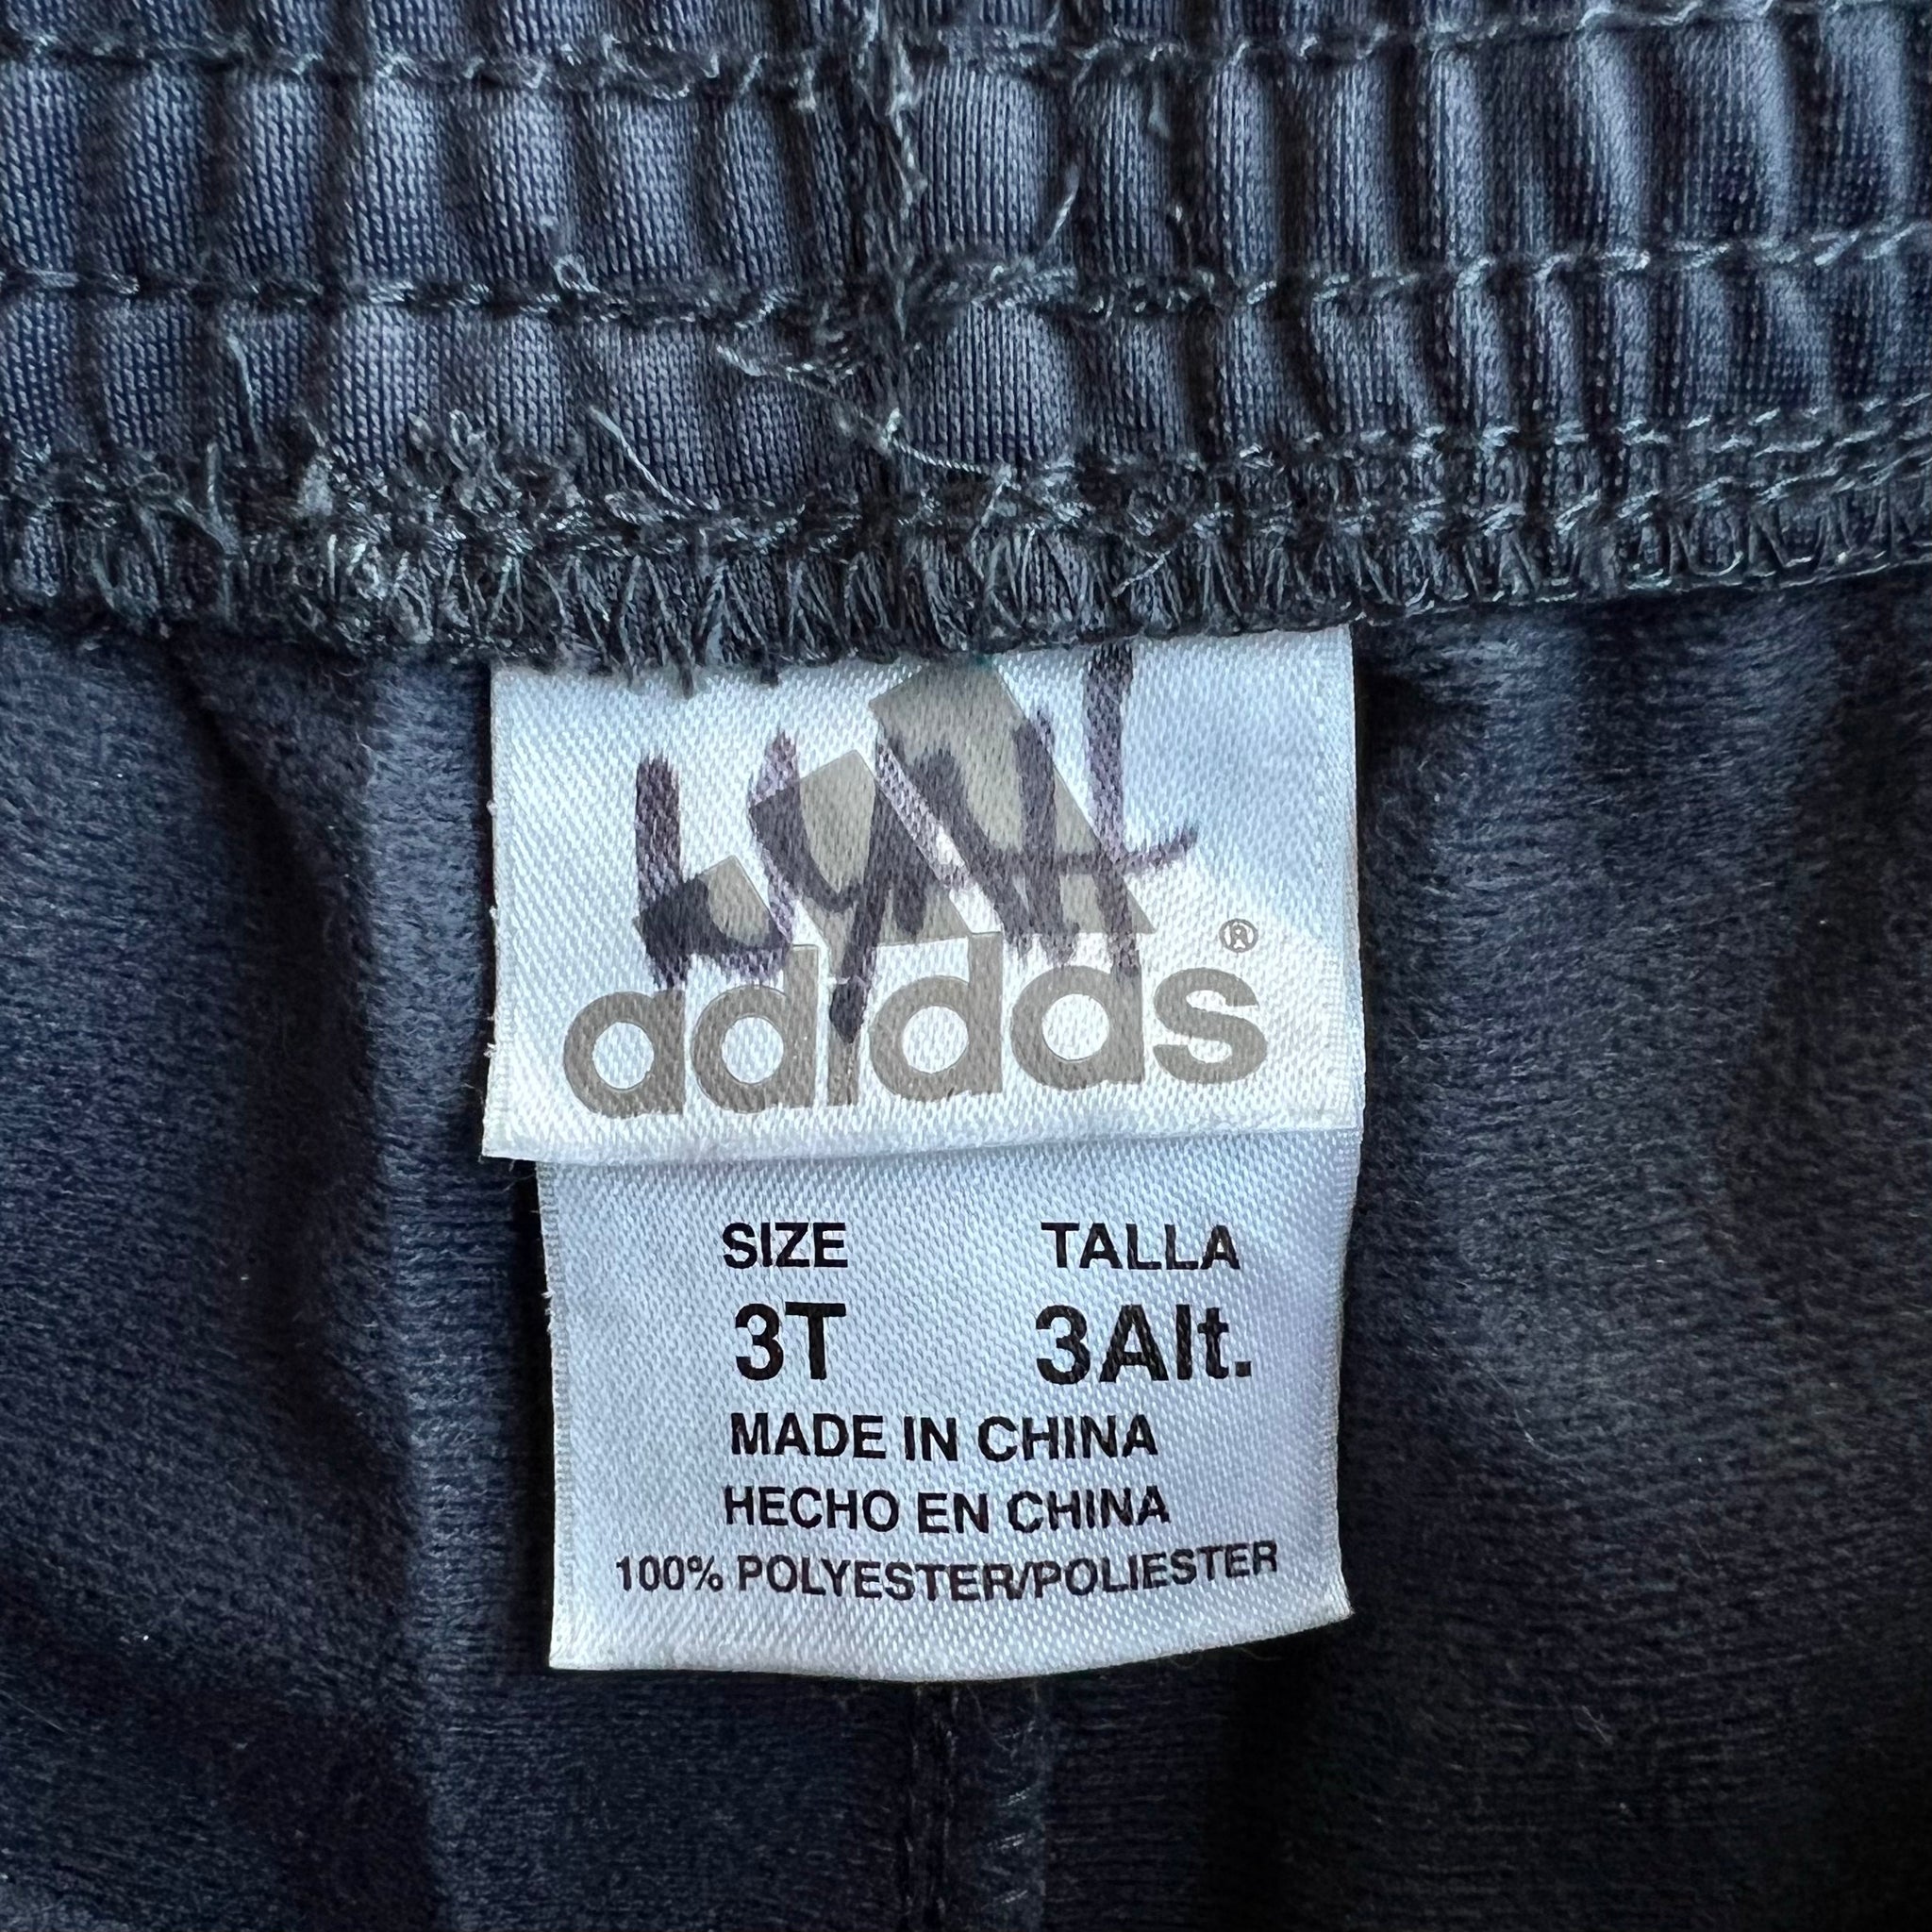 adidas®
SIZE TALLA
3T 3Alt.
MADE IN CHINA
HECHO EN CHINA
100% POLYESTER/POLIESTER